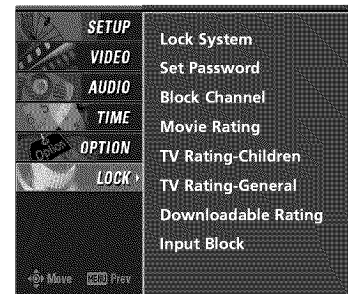 SETUP
VIDEO
AUDIO
TIME
OPTION
LOCK
Move MENU Prev
Lock System
Set Password
Block Channel
Movie Rating
TV Rating-Children
TV Rating-General
Downloadable Rating
Input Block